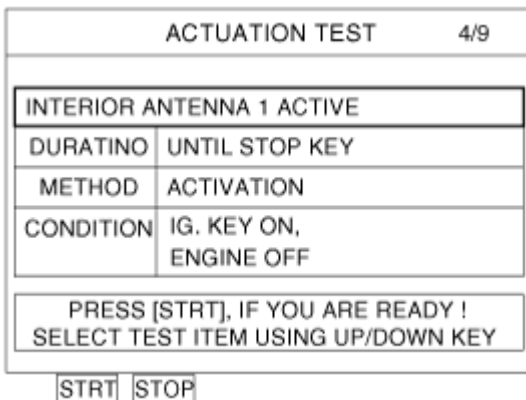 ACTUATION TEST 4/9
INTERIOR ANTENNA 1 ACTIVE
DURATINO UNTIL STOP KEY
METHOD ACTIVATION
CONDITION IG. KEY ON,
ENGINE OFF
PRESS [STRT], IF YOU ARE READY !
SELECT TEST ITEM USING UP/DOWN KEY
STRT STOP